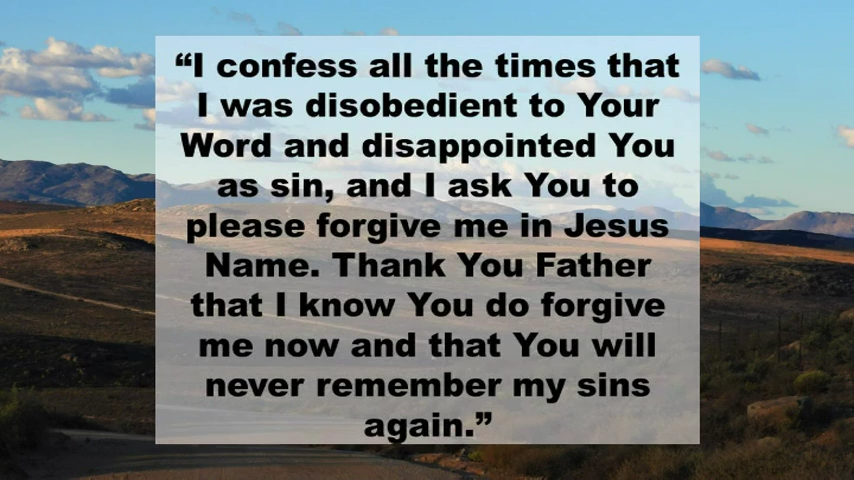 “I confess all the times that
I was disobedient to Your
Word and disappointed You
as sin, and I ask You to
please forgive me in Jesus
Name. Thank You Father
that I know You do forgive
me now and that You will
never remember my sins
again.”